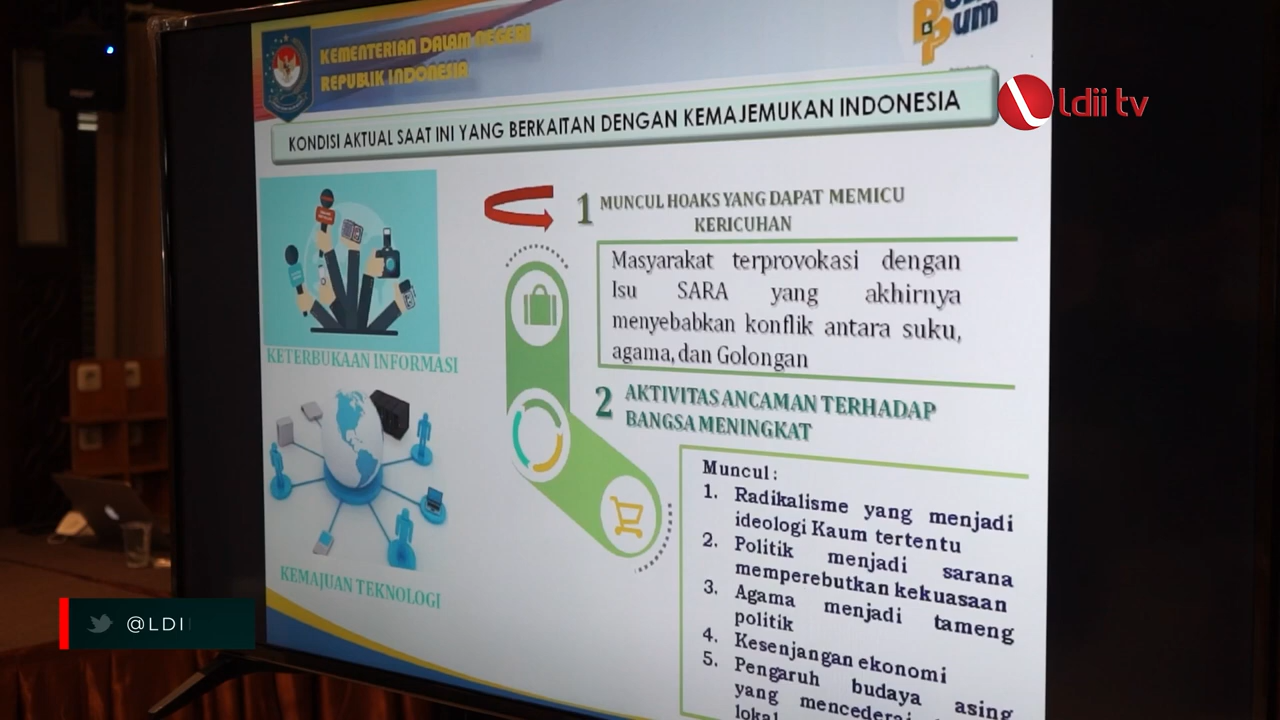 KEMENTERIAN DALAM NEGERI
REPUBLIK INDONESIA
Pum
ldii tv
KONDISI AKTUAL SAAT INI YANG BERKAITAN DENGAN KEMAJEMUKAN INDONESIA
KETERBUKAAN INFORMASI
KEMAJUAN TEKNOLOGI
1 MUNCUL HOAKS YANG DAPAT MEMICU
KERICUHAN
Masyarakat terprovokasi dengan
Isu SARA yang akhirnya
menyebabkan konflik antara suku,
agama, dan Golongan
2 AKTIVITAS ANCAMAN TERHADAP
BANGSA MENINGKAT
Muncul :
1. Radikalisme yang menjadi
ideologi Kaum tertentu
2. Politik menjadi sarana
memperebutkan kekuasaan
3. Agama menjadi tameng
politik
4. Kesenjangan ekonomi
5. Pengaruh budaya asing
yang mencederai
lokal
@LDI